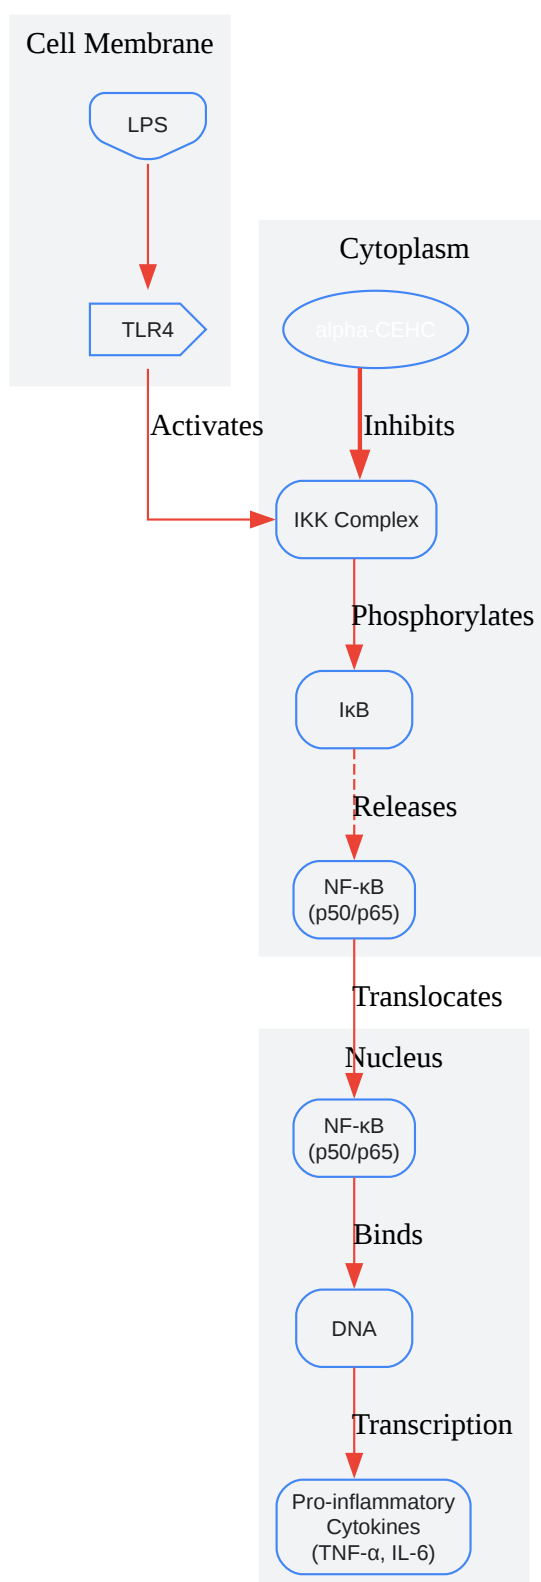 Cell Membrane
LPS
TLR4
Activates
Cytoplasm
alpha-CEHC
Inhibits
IKK Complex
Phosphorylates
IκB
Releases
NF-κB
(p50/p65)
Translocates
Nucleus
NF-κB
(p50/p65)
Binds
DNA
Transcription
Pro-inflammatory
Cytokines
(TNF-α, IL-6)